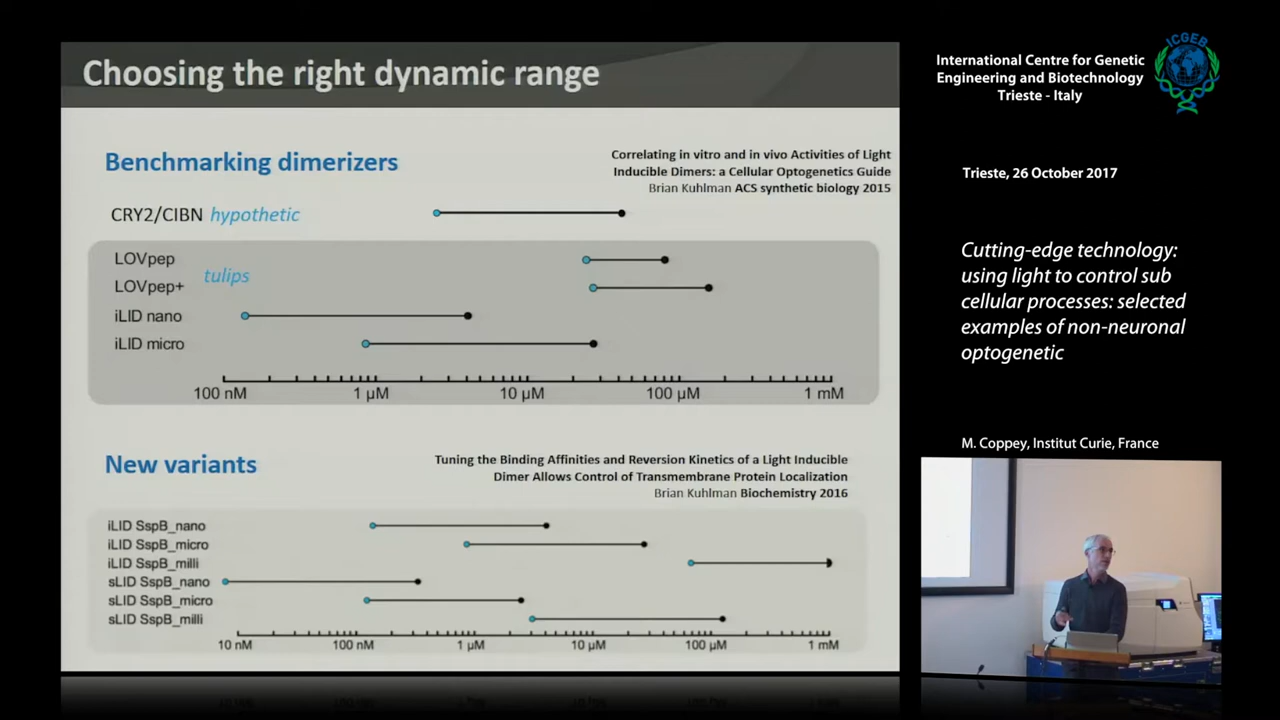 Choosing the right dynamic range
Benchmarking dimerizers
Correlating in vitro and in vivo Activities of Light
Inducible Dimers: a Cellular Optogenetics Guide
Brian Kuhlman ACS synthetic biology 2015
CRY2/CIBN hypothetic
LOVpep
tulips
LOVpep+
iLID nano
iLID micro
100 nM 1 µM 10 µM 100 µM 1 mM
New variants
Tuning the Binding Affinities and Reversion Kinetics of a Light Inducible
Dimer Allows Control of Transmembrane Protein Localization
Brian Kuhlman Biochemistry 2016
iLID SspB_nano
iLID SspB_micro
iLID SspB_milli
sLID SspB_nano
sLID SspB_micro
sLID SspB_milli
10 nM 100 nM 1 µM 10 µM 100 µM 1 mM
International Centre for Genetic
Engineering and Biotechnology
Trieste - Italy
ICGEB
Trieste, 26 October 2017
Cutting-edge technology:
using light to control sub
cellular processes: selected
examples of non-neuronal
optogenetic
M. Coppey, Institut Curie, France